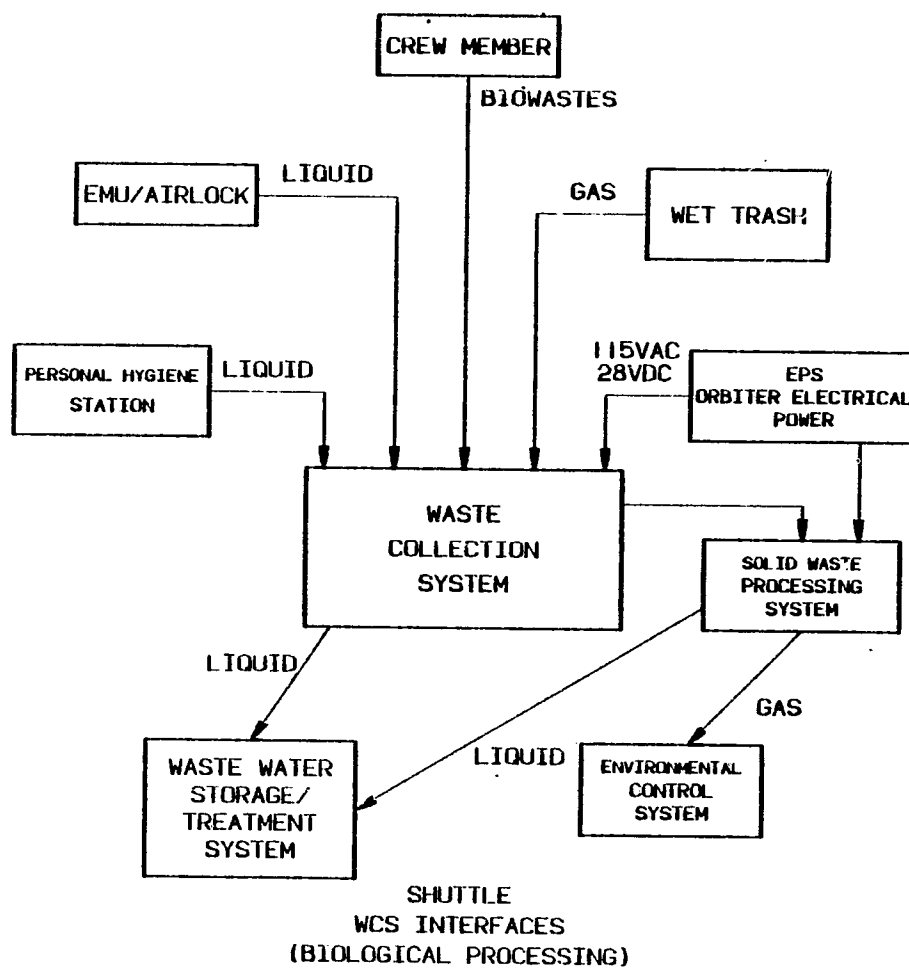 CREW MEMBER
BIOWASTES
LIQUID
EMU/AIRLOCK
GAS
WET TRASH
115VAC
28VDC
PERSONAL HYGIENE
STATION
LIQUID
EPS
ORBITER ELECTRICAL
POWER
WASTE
COLLECTION
SYSTEM
SOLID WASTE
PROCESSING
SYSTEM
LIQUID
GAS
LIQUID
WASTE WATER
STORAGE/
TREATMENT
SYSTEM
ENVIRONMENTAL
CONTROL
SYSTEM
SHUTTLE
WCS INTERFACES
(BIOLOGICAL PROCESSING)